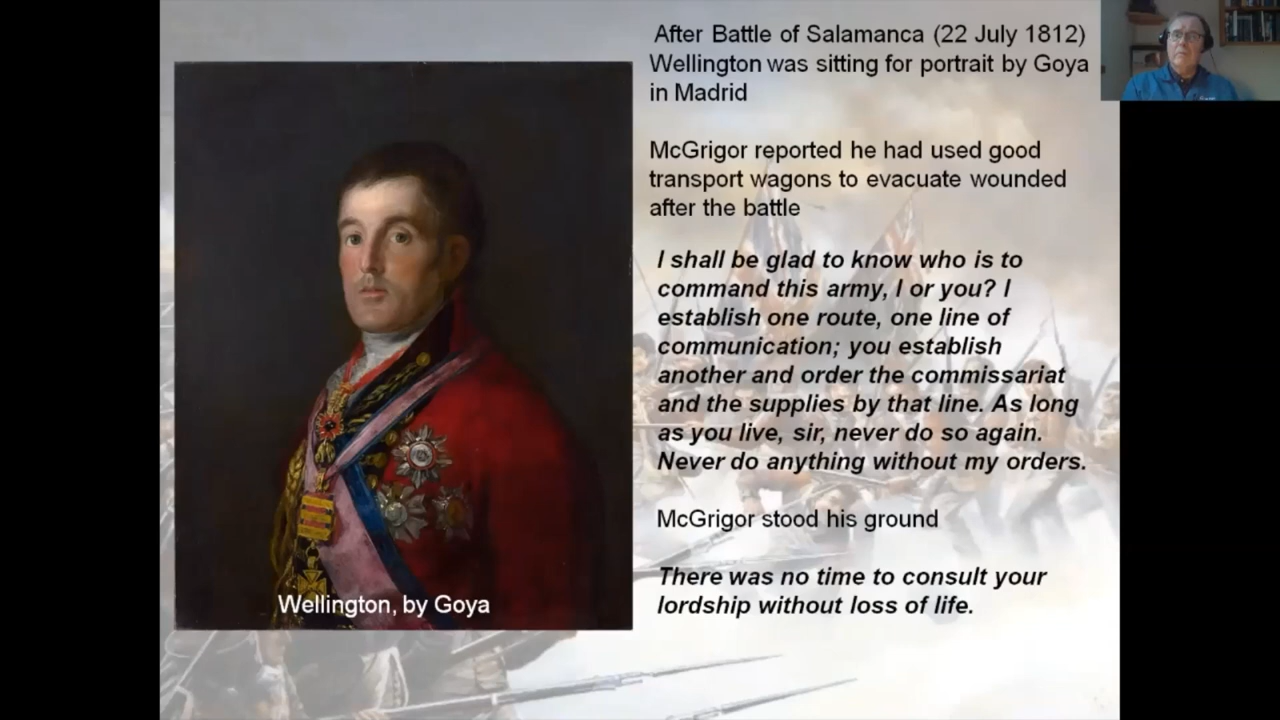 After Battle of Salamanca (22 July 1812)
Wellington was sitting for portrait by Goya
in Madrid
McGrigor reported he had used good
transport wagons to evacuate wounded
after the battle
I shall be glad to know who is to
command this army, I or you? I
establish one route, one line of
communication; you establish
another and order the commissariat
and the supplies by that line. As long
as you live, sir, never do so again.
Never do anything without my orders.
McGrigor stood his ground
There was no time to consult your
lordship without loss of life.
Wellington, by Goya